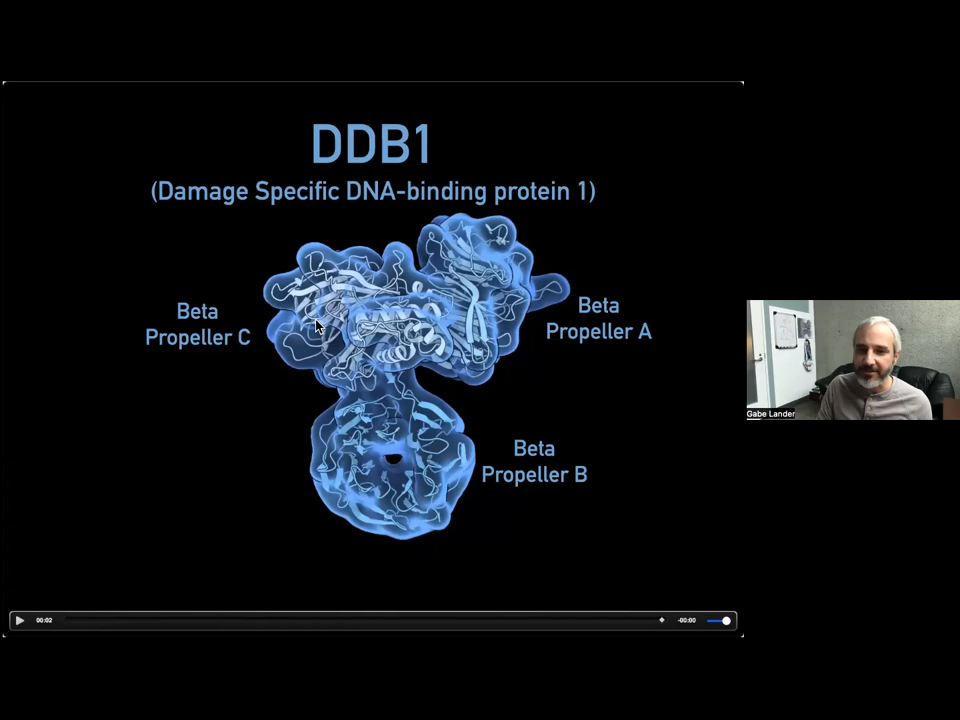 DDB1
(Damage Specific DNA-binding protein 1)
Beta
Propeller C
Beta
Propeller A
Beta
Propeller B
Gabe Lander
00:02
-00:00